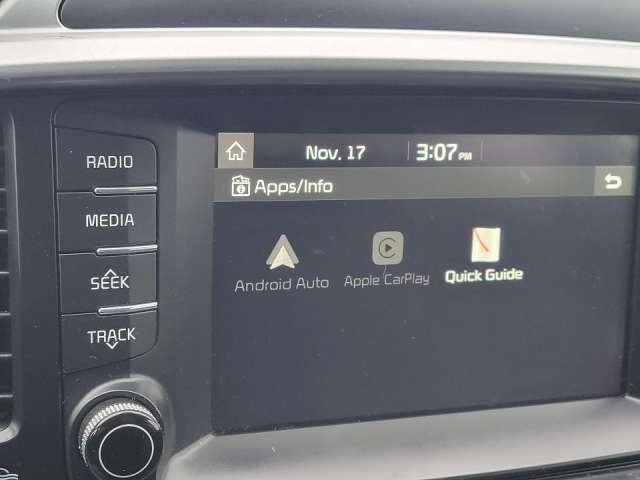 RADIO
MEDIA
SEEK
TRACK
Nov. 17 3:07 PM
Apps/Info
Android Auto Apple CarPlay Quick Guide